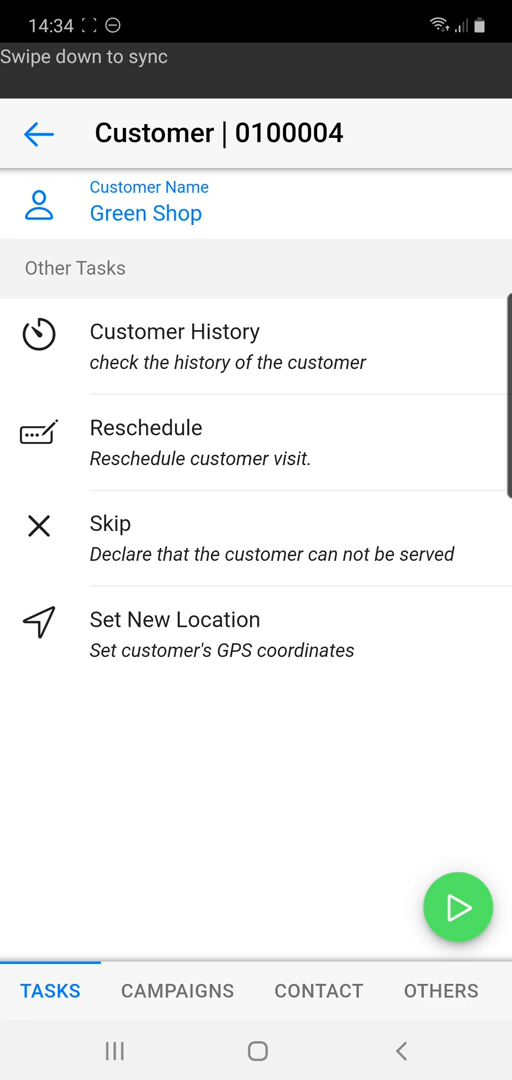 14:34
Swipe down to sync
Customer | 0100004
Customer Name
Green Shop
Other Tasks
Customer History
check the history of the customer
Reschedule
Reschedule customer visit.
Skip
Declare that the customer can not be served
Set New Location
Set customer's GPS coordinates
TASKS CAMPAIGNS CONTACT OTHERS